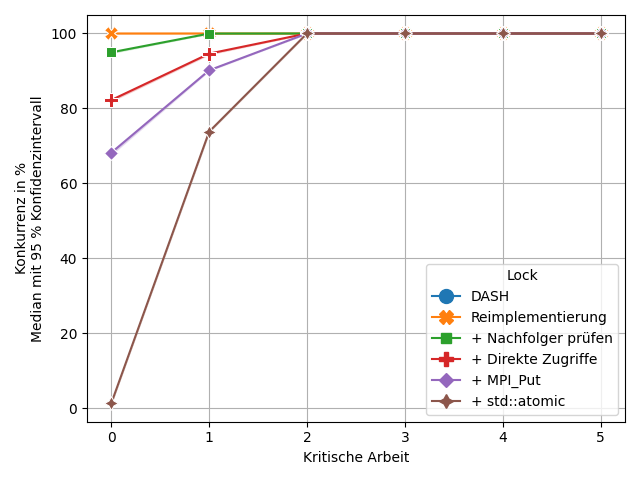 Konkurrenz in %
Median mit 95 % Konfidenzintervall
100
80
60
40
20
0
0 1 2 3 4 5
Kritische Arbeit
Lock
DASH
Reimplementierung
+ Nachfolger prüfen
+ Direkte Zugriffe
+ MPI_Put
+ std::atomic